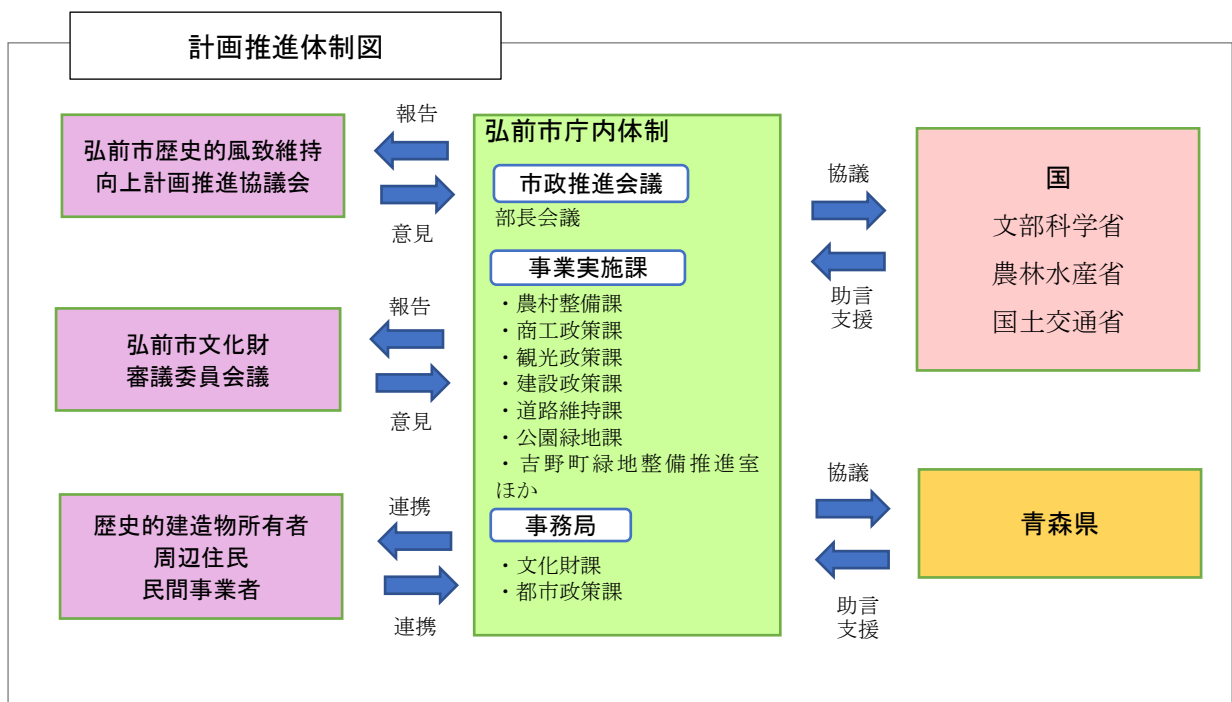 計画推進体制図
弘前市歴史的風致維持
向上計画推進協議会
報告
意見
弘前市文化財
審議委員会議
報告
意見
歴史的建造物所有者
周辺住民
民間事業者
連携
連携
弘前市庁内体制
市政推進会議
部長会議
事業実施課
・農村整備課
・商工政策課
・観光政策課
・建設政策課
・道路維持課
・公園緑地課
・吉野町緑地整備推進室
ほか
事務局
・文化財課
・都市政策課
協議
助言
支援
国
文部科学省
農林水産省
国土交通省
協議
助言
支援
青森県